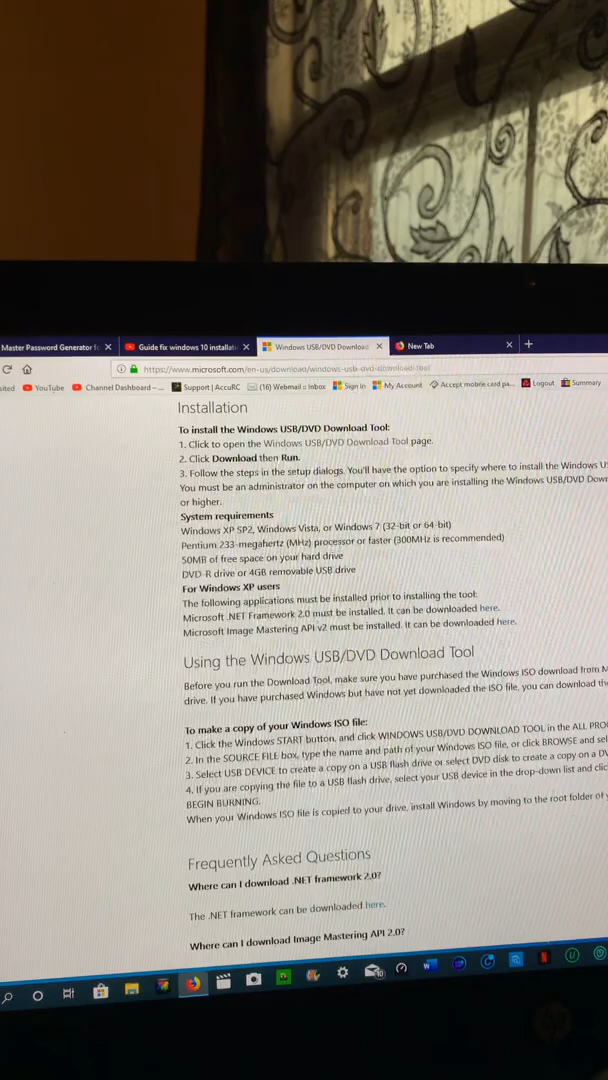 Master Password Generator fo
Guide fix windows 10 installati
Windows USB/DVD Download
New Tab
https://www.microsoft.com/en-us/download/windows-usb-dvd-download-tool
sited
YouTube
Channel Dashboard -...
Support | AccuRC
(16) Webmail :: Inbox
Sign in
My Account
Accept mobile card pa...
Logout
Summary
Installation
To install the Windows USB/DVD Download Tool:
1. Click to open the Windows USB/DVD Download Tool page.
2. Click Download then Run.
3. Follow the steps in the setup dialogs. You'll have the option to specify where to install the Windows US
You must be an administrator on the computer on which you are installing the Windows USB/DVD Down
or higher.
System requirements
Windows XP SP2, Windows Vista, or Windows 7 (32-bit or 64-bit)
Pentium 233-megahertz (MHz) processor or faster (300MHz is recommended)
50MB of free space on your hard drive
DVD-R drive or 4GB removable USB drive
For Windows XP users
The following applications must be installed prior to installing the tool:
Microsoft .NET Framework 2.0 must be installed. It can be downloaded here.
Microsoft Image Mastering API v2 must be installed. It can be downloaded here.
Using the Windows USB/DVD Download Tool
Before you run the Download Tool, make sure you have purchased the Windows ISO download from M
drive. If you have purchased Windows but have not yet downloaded the ISO file, you can download the
To make a copy of your Windows ISO file:
1. Click the Windows START button, and click WINDOWS USB/DVD DOWNLOAD TOOL in the ALL PRO
2. In the SOURCE FILE box, type the name and path of your Windows ISO file, or click BROWSE and sel
3. Select USB DEVICE to create a copy on a USB flash drive or select DVD disk to create a copy on a DV
4. If you are copying the file to a USB flash drive, select your USB device in the drop-down list and clic
BEGIN BURNING.
When your Windows ISO file is copied to your drive, install Windows by moving to the root folder of y
Frequently Asked Questions
Where can I download .NET framework 2.0?
The .NET framework can be downloaded here.
Where can I download Image Mastering API 2.0?